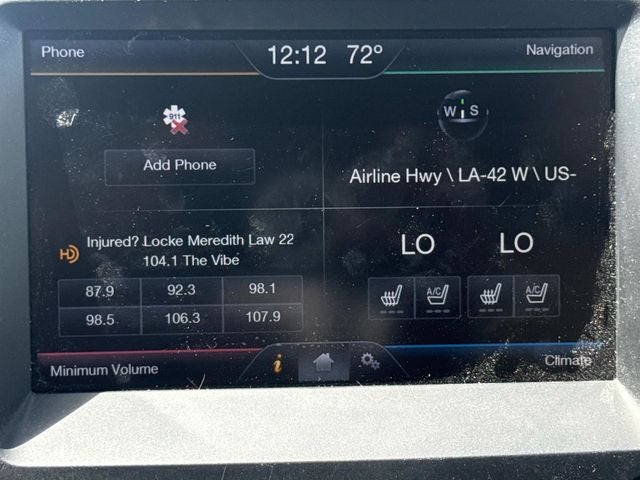 Phone
12:12 72°
Navigation
911
W S
Add Phone
Airline Hwy \ LA-42 W \ US-
HD
Injured? Locke Meredith Law 22
104.1 The Vibe
87.9 92.3 98.1
98.5 106.3 107.9
LO LO
A/C A/C
Minimum Volume
i
Climate